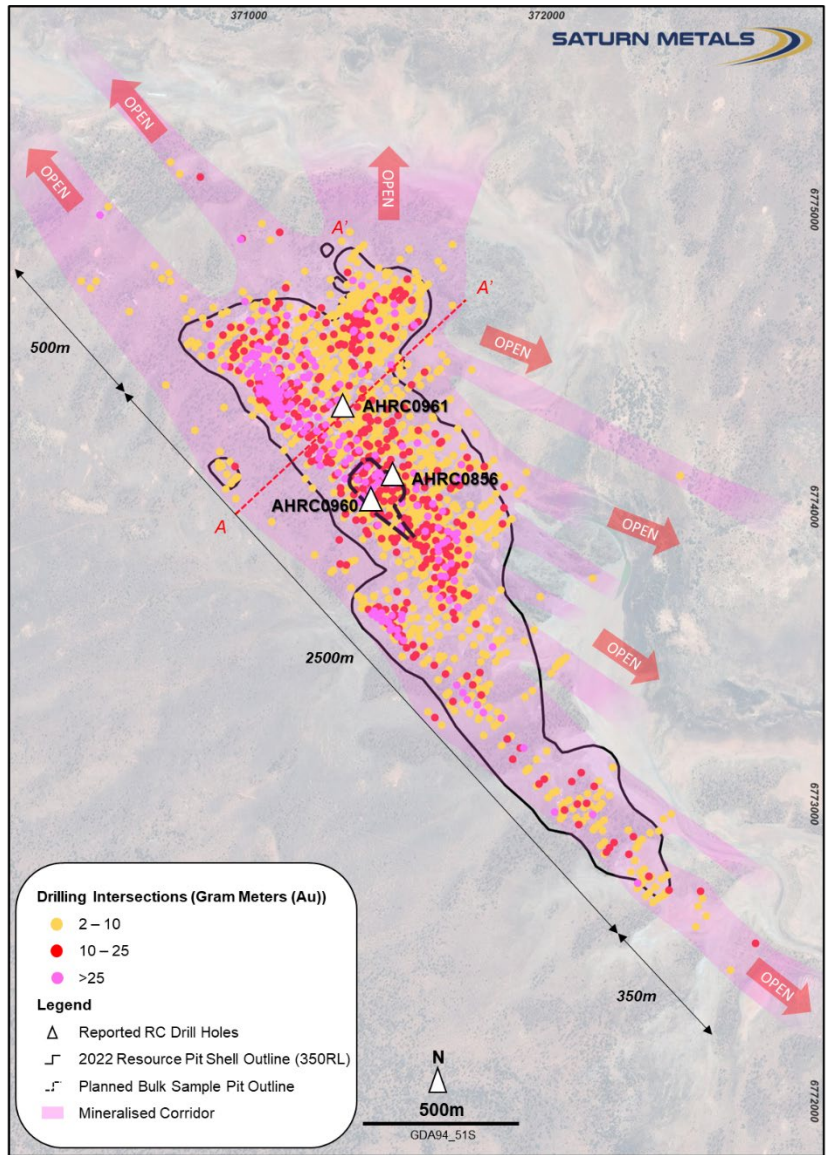 371000
372000
SATURN METALS
OPEN
OPEN
OPEN
6775000
A'
A'
500m
OPEN
AHRC0961
AHRC0856
AHRC0960
A
6774000
OPEN
2500m
OPEN
6773000
Drilling Intersections (Gram Meters (Au))
2 – 10
10 – 25
>25
Legend
Reported RC Drill Holes
2022 Resource Pit Shell Outline (350RL)
Planned Bulk Sample Pit Outline
Mineralised Corridor
350m
OPEN
N
500m
GDA94_51S
6772000